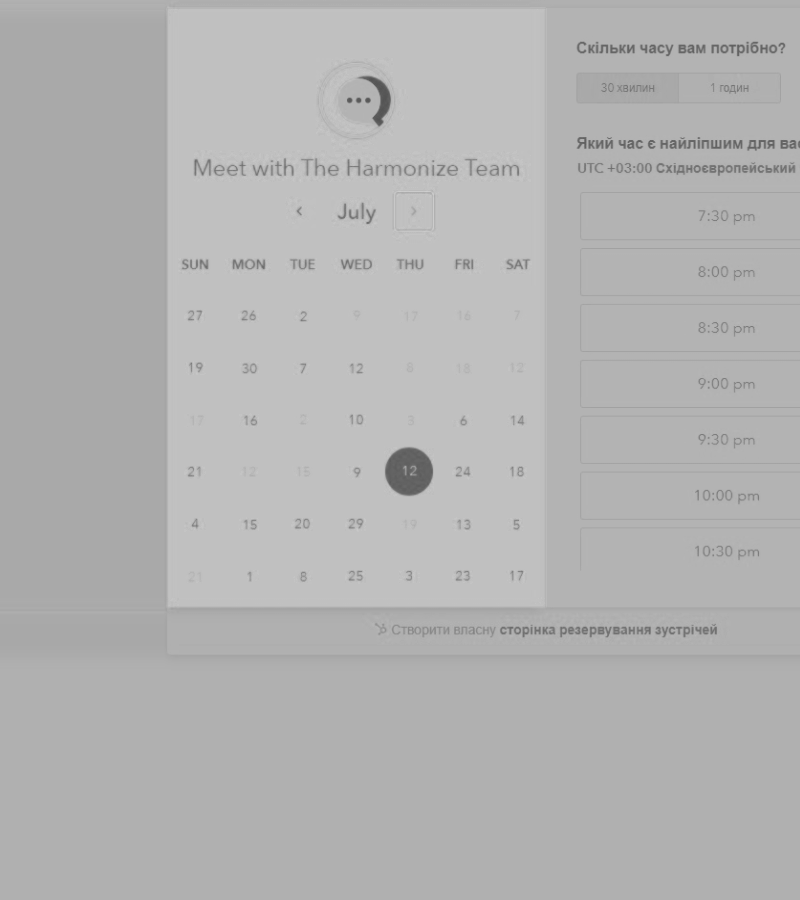 Meet with The Harmonize Team
July
SUN MON TUE WED THU FRI SAT
27 26 2 9 17 16 7
19 30 7 12 8 18 12
17 16 2 10 3 6 14
21 12 15 9 12 24 18
4 15 20 29 19 13 5
21 1 8 25 3 23 17
Скільки часу вам потрібно?
30 хвилин 1 годин
Який час є найліпшим для вас
UTC +03:00 Східноєвропейський
7:30 pm
8:00 pm
8:30 pm
9:00 pm
9:30 pm
10:00 pm
10:30 pm
Створити власну сторінка резервування зустрічей